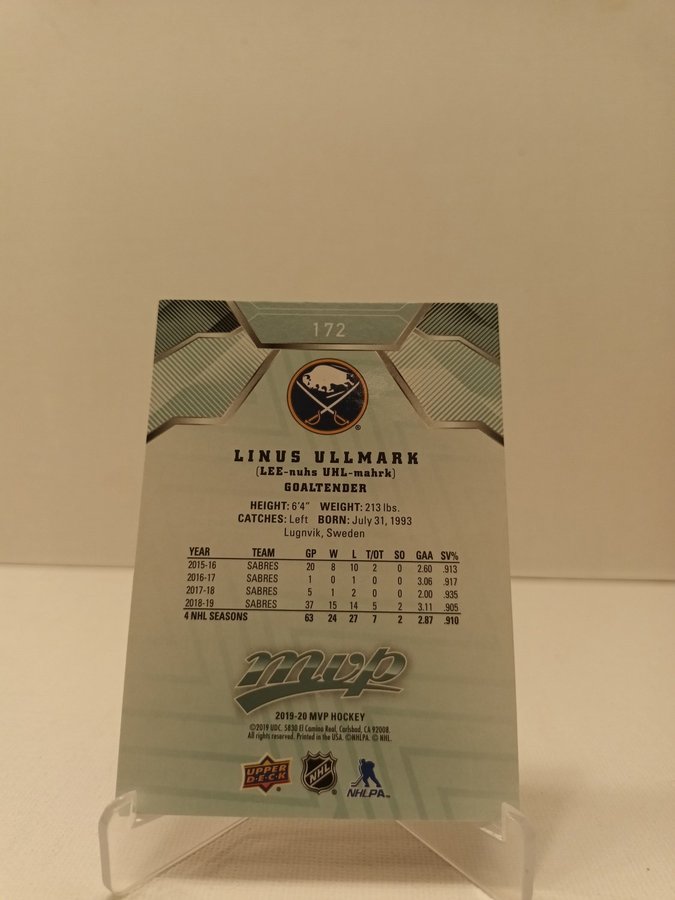 172
LINUS ULLMARK
(LEE-nuhs UHL-mahrk)
GOALTENDER
HEIGHT: 6'4" WEIGHT: 213 lbs.
CATCHES: Left BORN: July 31, 1993
Lugnvik, Sweden
YEAR TEAM GP W L T/OT SO GAA SV%
2015-16 SABRES 20 8 10 2 0 2.60 .913
2016-17 SABRES 1 0 1 0 0 3.06 .917
2017-18 SABRES 5 1 2 0 0 2.00 .935
2018-19 SABRES 37 15 14 5 2 3.11 .905
4 NHL SEASONS 63 24 27 7 2 2.87 .910
mvp
2019-20 MVP HOCKEY
©2019 UDC. 5830 El Camino Real, Carlsbad, CA 92008.
All rights reserved. Printed in the USA. ©NHLPA. © NHL.
UPPER DECK NHL NHLPA